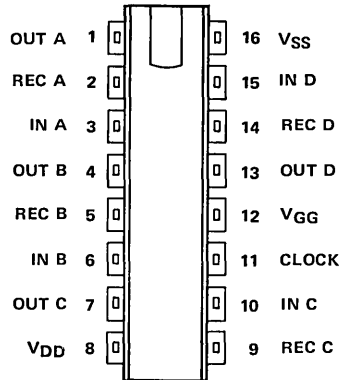 OUT A 1 16 VSS
REC A 2 15 IN D
IN A 3 14 REC D
OUT B 4 13 OUT D
REC B 5 12 VGG
IN B 6 11 CLOCK
OUT C 7 10 IN C
VDD 8 9 REC C